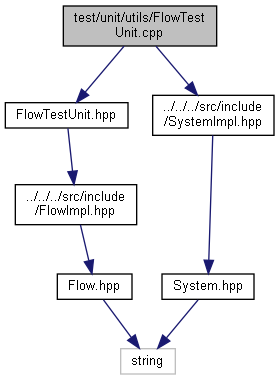 test/unit/utils/FlowTest
Unit.cpp
FlowTestUnit.hpp
../../../src/include
/SystemImpl.hpp
../../../src/include
/FlowImpl.hpp
Flow.hpp
System.hpp
string